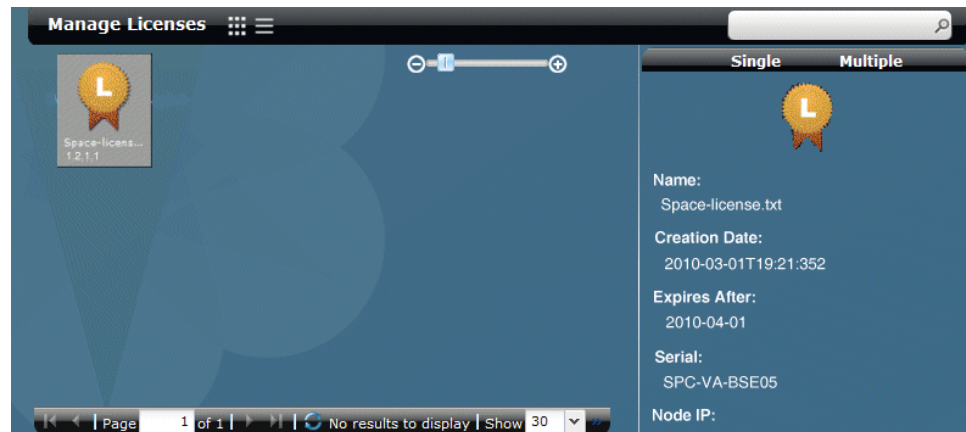 Manage Licenses
L
Space-licens...
1.2.1.1
Single Multiple
L
Name:
Space-license.txt
Creation Date:
2010-03-01T19:21:352
Expires After:
2010-04-01
Serial:
SPC-VA-BSE05
Node IP:
Page 1 of 1 No results to display Show 30